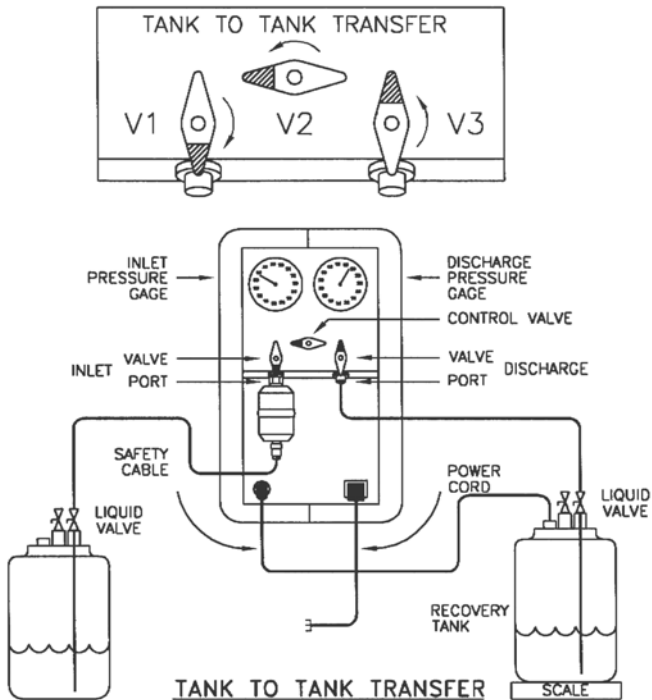 TANK TO TANK TRANSFER
V1
V2
V3
INLET
PRESSURE
GAGE
DISCHARGE
PRESSURE
GAGE
CONTROL VALVE
VALVE
INLET
PORT
VALVE
DISCHARGE
PORT
SAFETY
CABLE
POWER
CORD
LIQUID
VALVE
LIQUID
VALVE
RECOVERY
TANK
TANK TO TANK TRANSFER
SCALE